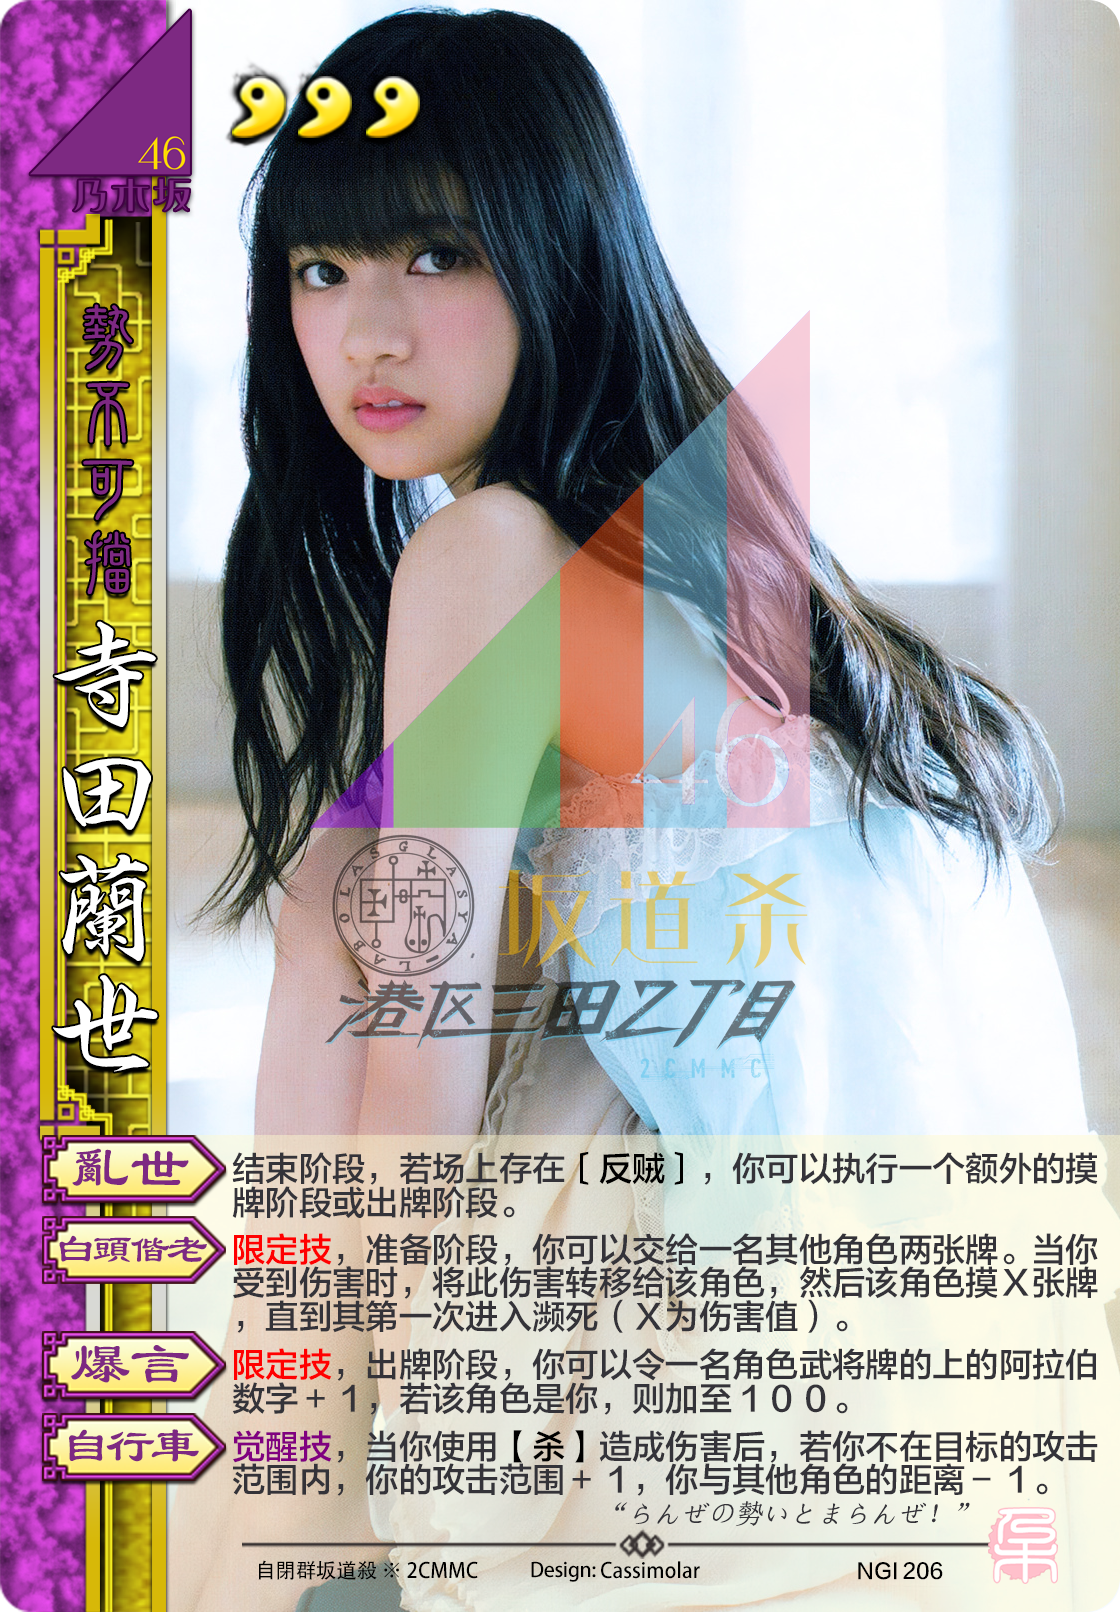 46
乃木坂
勢不可擋
寺田蘭世
46
GLASYA-LABOLAS
坂道杀
港区三田2丁目
2CMMC
亂世
结束阶段，若场上存在［反贼］，你可以执行一个额外的摸
牌阶段或出牌阶段。
白頭偕老
限定技，准备阶段，你可以交给一名其他角色两张牌。当你
受到伤害时，将此伤害转移给该角色，然后该角色摸Ｘ张牌
，直到其第一次进入濒死（Ｘ为伤害值）。
爆言
限定技，出牌阶段，你可以令一名角色武将牌的上的阿拉伯
数字＋１，若该角色是你，则加至１００。
自行車
觉醒技，当你使用【杀】造成伤害后，若你不在目标的攻击
范围内，你的攻击范围＋１，你与其他角色的距离－１。
“らんぜの勢いとまらんぜ！”
自閉群坂道殺 ※ 2CMMC Design: Cassimolar NGI 206